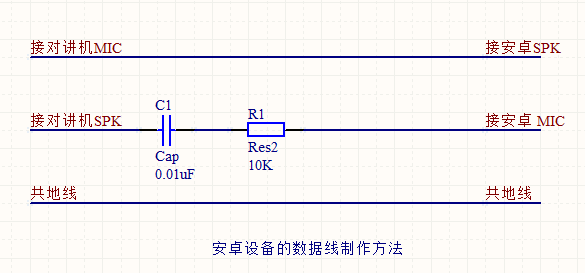 接对讲机MIC 接安卓SPK
C1 R1
接对讲机SPK 接安卓 MIC
Cap Res2
0.01uF 10K
共地线 共地线
安卓设备的数据线制作方法